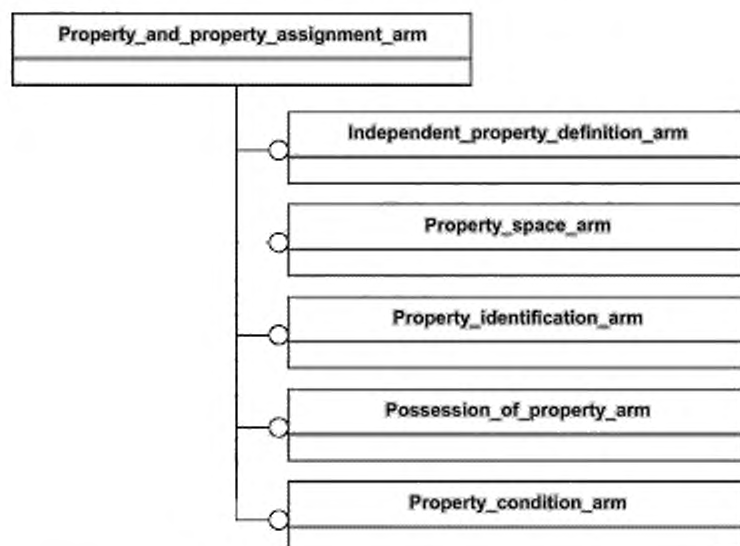 Property_and_property_assignment_arm
Independent_property_definition_arm
Property_space_arm
Property_identification_arm
Possession_of_property_arm
Property_condition_arm